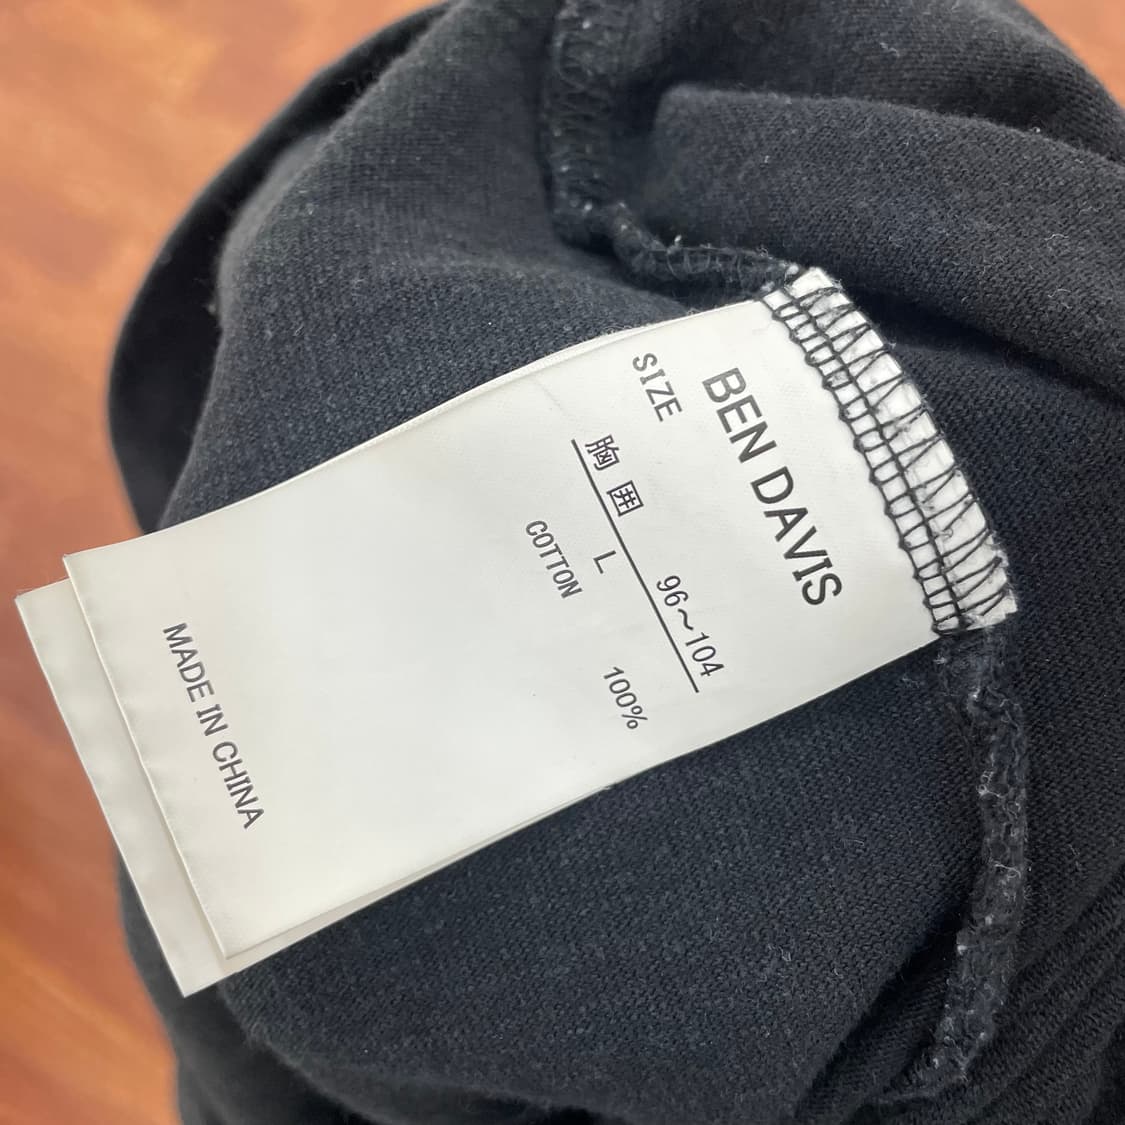 BEN DAVIS
SIZE
胸囲 96～104
L
COTTON 100%
MADE IN CHINA